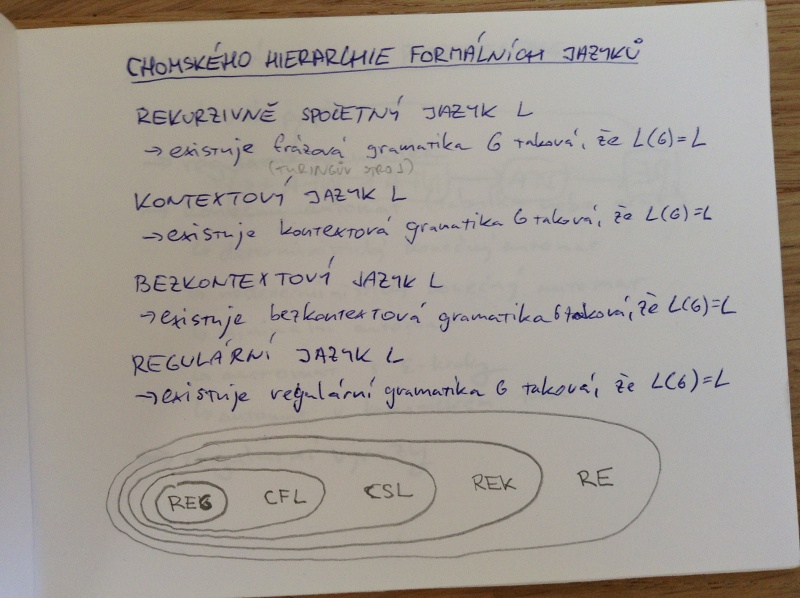 CHOMSKÉHO HIERARCHIE FORMÁLNÍCH JAZYKŮ
REKURZIVNĚ SPOČETNÝ JAZYK L
→ existuje frázová gramatika G taková, že L(G)=L
(TURINGŮV STROJ)
KONTEXTOVÝ JAZYK L
→ existuje kontextová gramatika G taková, že L(G)=L
BEZKONTEXTOVÝ JAZYK L
→ existuje bezkontextová gramatika G taková, že L(G)=L
REGULÁRNÍ JAZYK L
→ existuje regulární gramatika G taková, že L(G)=L
REG CFL CSL REK RE